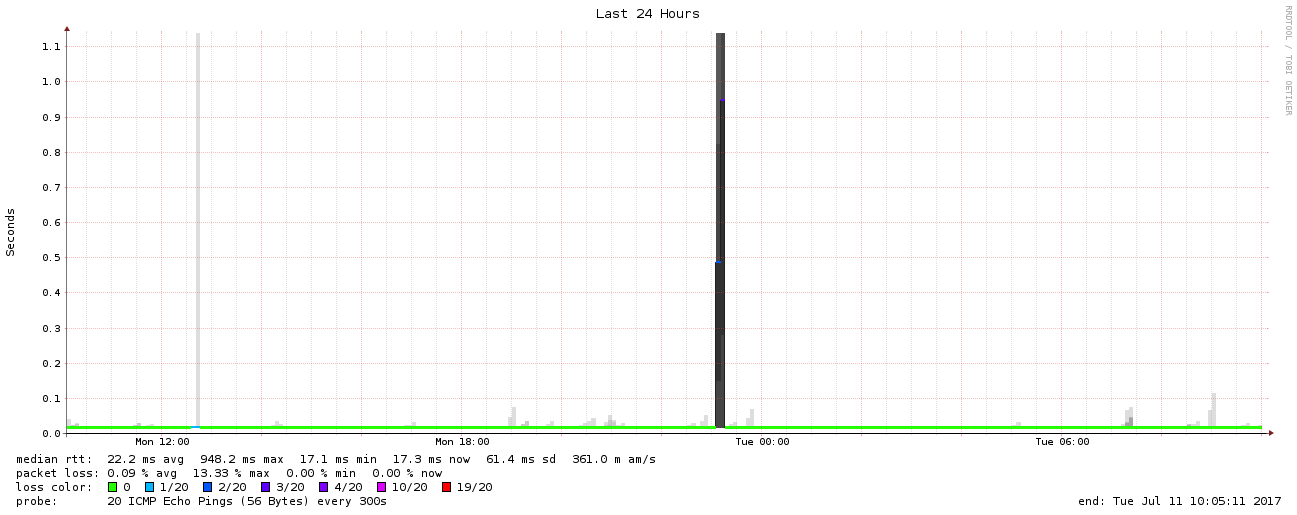 Last 24 Hours
RRDTOOL / TOBI OETIKER
Seconds
1.1
1.0
0.9
0.8
0.7
0.6
0.5
0.4
0.3
0.2
0.1
0.0
Mon 12:00 Mon 18:00 Tue 00:00 Tue 06:00
median rtt: 22.2 ms avg 948.2 ms max 17.1 ms min 17.3 ms now 61.4 ms sd 361.0 m am/s
packet loss: 0.09 % avg 13.33 % max 0.00 % min 0.00 % now
loss color: 0 1/20 2/20 3/20 4/20 10/20 19/20
probe: 20 ICMP Echo Pings (56 Bytes) every 300s end: Tue Jul 11 10:05:11 2017